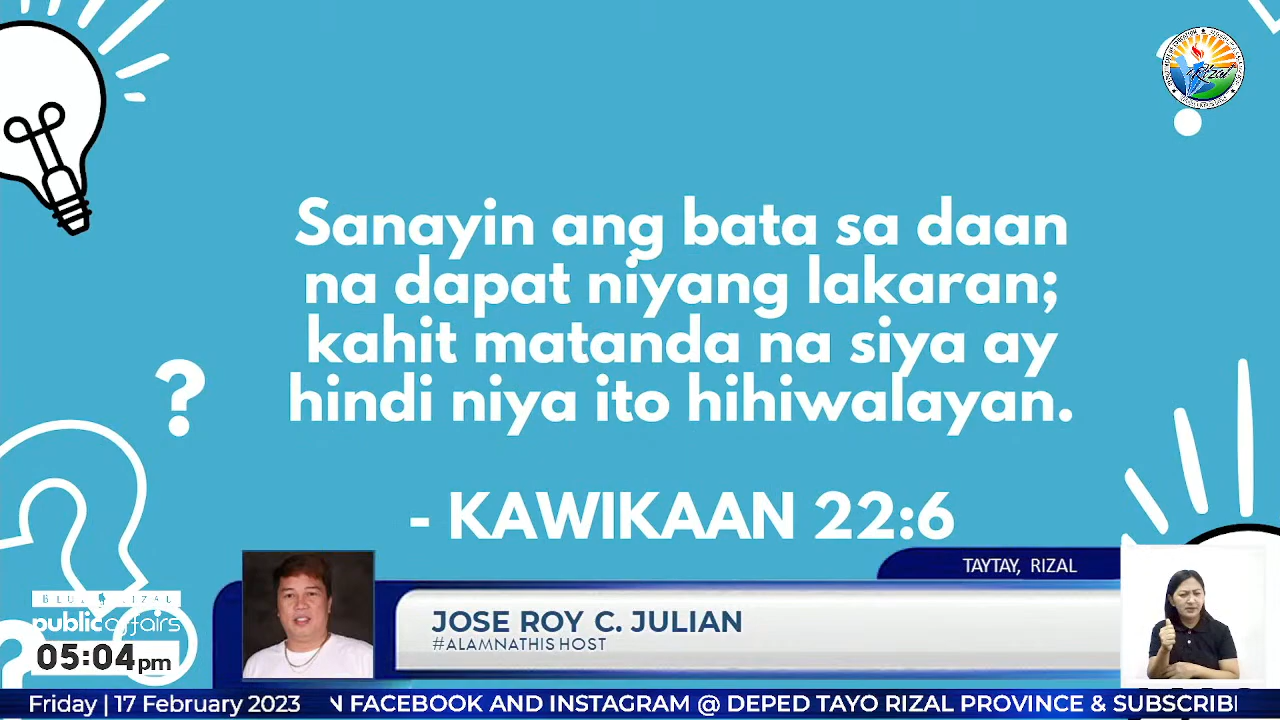 Rizal
Sanayin ang bata sa daan
na dapat niyang lakaran;
kahit matanda na siya ay
hindi niya ito hihiwalayan.
- KAWIKAAN 22:6
TAYTAY, RIZAL
JOSE ROY C. JULIAN
#ALAMNATHIS HOST
public affairs
05:04pm
Friday | 17 February 2023 N FACEBOOK AND INSTAGRAM @ DEPED TAYO RIZAL PROVINCE & SUBSCRIBI